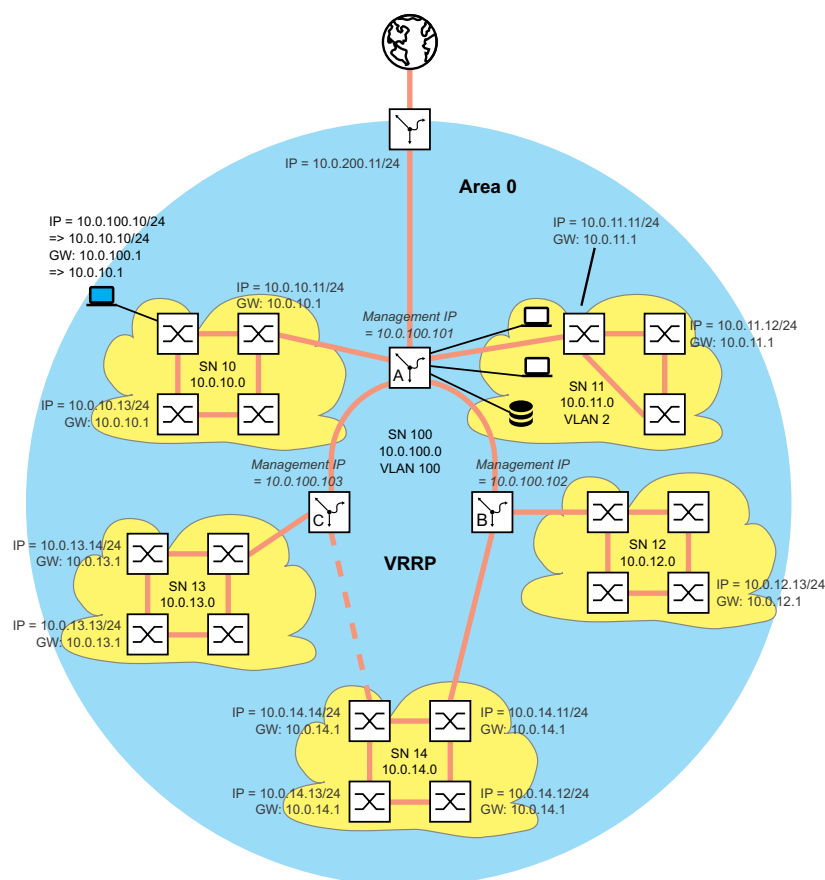 IP = 10.0.200.11/24
Area 0
IP = 10.0.100.10/24
=> 10.0.10.10/24
GW: 10.0.100.1
=> 10.0.10.1
IP = 10.0.11.11/24
GW: 10.0.11.1
IP = 10.0.10.11/24
GW: 10.0.10.1
Management IP
= 10.0.100.101
IP = 10.0.11.12/24
GW: 10.0.11.1
SN 10
10.0.10.0
A
SN 11
10.0.11.0
VLAN 2
IP = 10.0.10.13/24
GW: 10.0.10.1
SN 100
10.0.100.0
VLAN 100
Management IP
= 10.0.100.103
Management IP
= 10.0.100.102
C
B
IP = 10.0.13.14/24
GW: 10.0.13.1
SN 12
10.0.12.0
VRRP
SN 13
10.0.13.0
IP = 10.0.12.13/24
GW: 10.0.12.1
IP = 10.0.13.13/24
GW: 10.0.13.1
IP = 10.0.14.14/24
GW: 10.0.14.1
IP = 10.0.14.11/24
GW: 10.0.14.1
SN 14
10.0.14.0
IP = 10.0.14.13/24
GW: 10.0.14.1
IP = 10.0.14.12/24
GW: 10.0.14.1